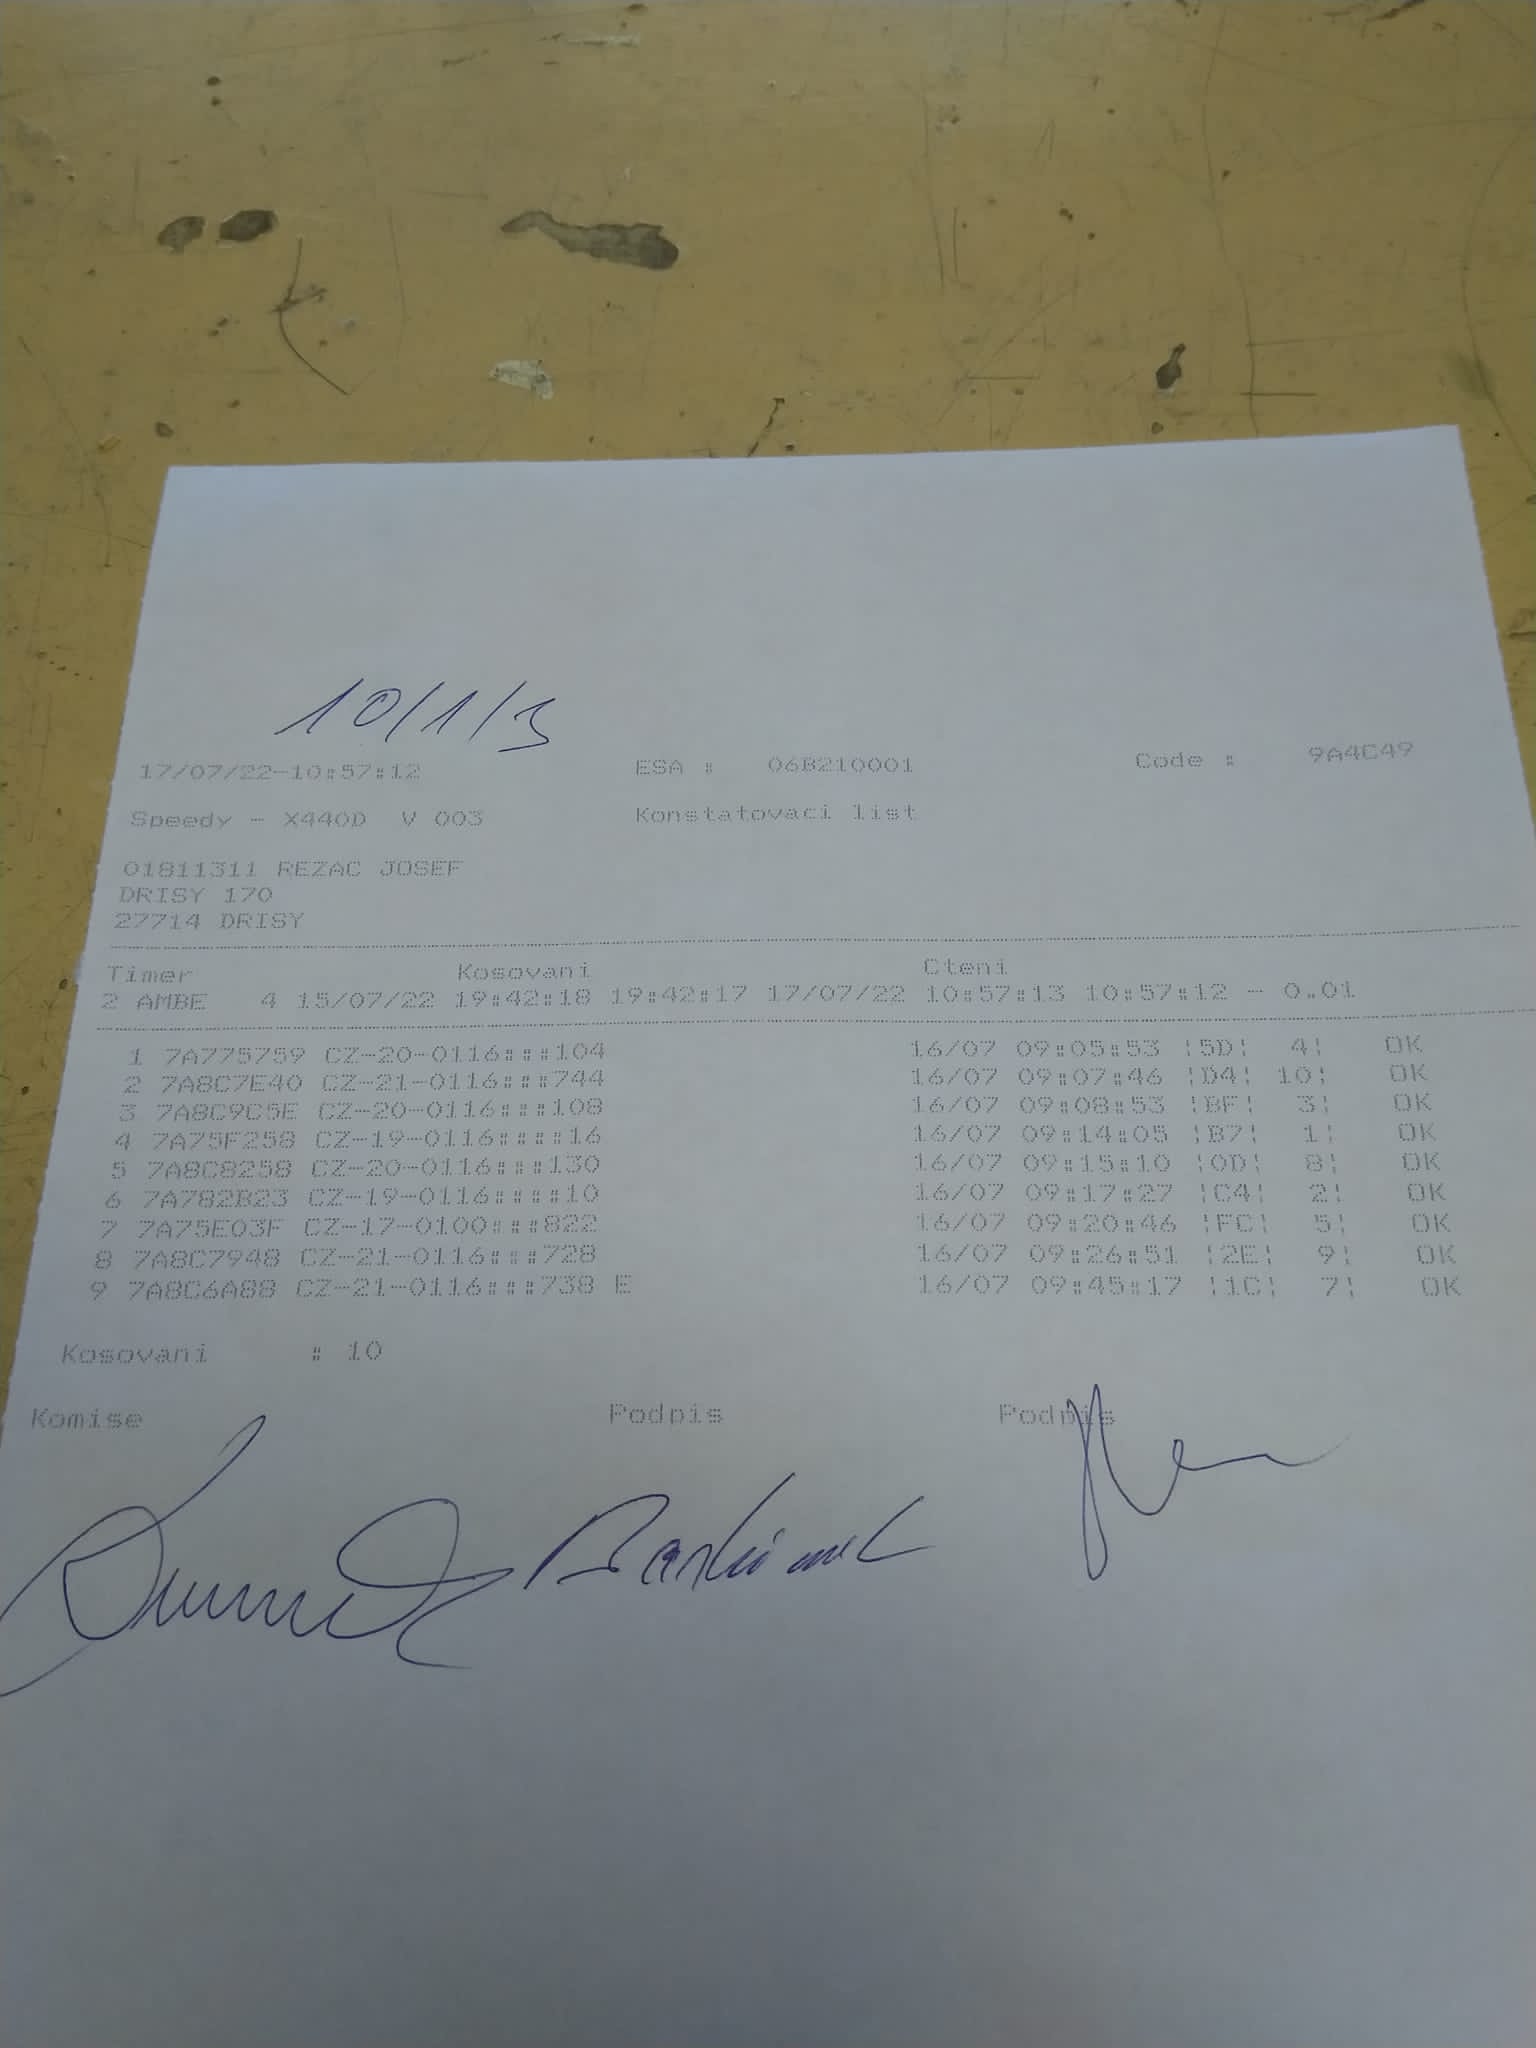 10/1/3
17/07/22-10:57:12 ESA : 06B210001 Code : 9A4C49
Speedy - X440D V 003 Konstatovaci list
01811311 REZAC JOSEF
DRISY 170
27714 DRISY
Timer Kosovani Cteni
2 AMBE 4 15/07/22 19:42:18 19:42:17 17/07/22 10:57:13 10:57:12 - 0.01
1 7A775759 CZ-20-0116:::104 16/07 09:05:53 ¦5D¦ 4¦ OK
2 7A8C7E40 CZ-21-0116:::744 16/07 09:07:46 ¦D4¦ 10¦ OK
3 7A8C9C5E CZ-20-0116:::108 16/07 09:08:53 ¦BF¦ 3¦ OK
4 7A75F258 CZ-19-0116::::16 16/07 09:14:05 ¦B7¦ 1¦ OK
5 7A8C8258 CZ-20-0116:::130 16/07 09:15:10 ¦0D¦ 8¦ OK
6 7A782B23 CZ-19-0116::::10 16/07 09:17:27 ¦C4¦ 2¦ OK
7 7A75E03F CZ-17-0100:::822 16/07 09:20:46 ¦FC¦ 5¦ OK
8 7A8C7948 CZ-21-0116:::728 16/07 09:26:51 ¦2E¦ 9¦ OK
9 7A8C6A88 CZ-21-0116:::738 E 16/07 09:45:17 ¦1C¦ 7¦ OK
Kosovani : 10
Komise Podpis Podpis